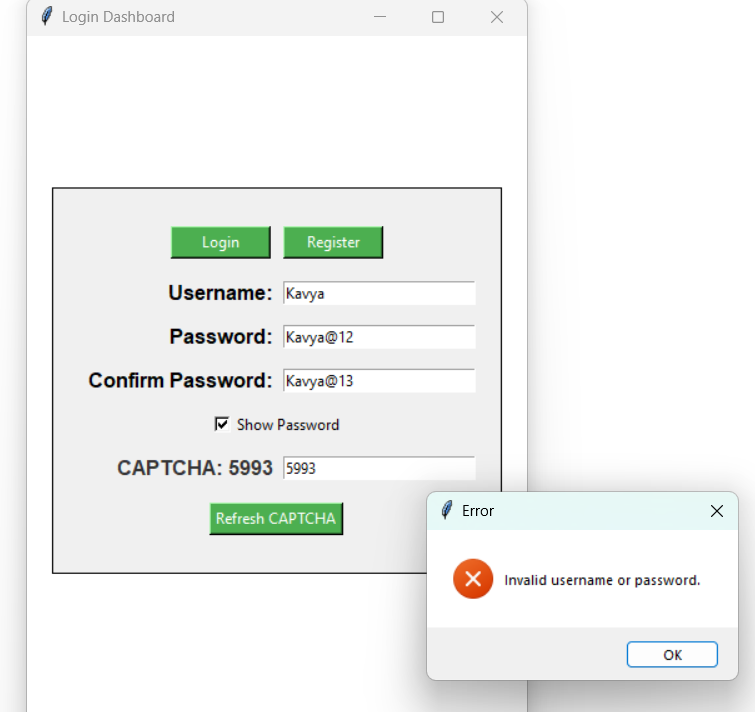 Login Dashboard
Login Register
Username: Kavya
Password: Kavya@12
Confirm Password: Kavya@13
Show Password
CAPTCHA: 5993 5993
Refresh CAPTCHA
Error
Invalid username or password.
OK